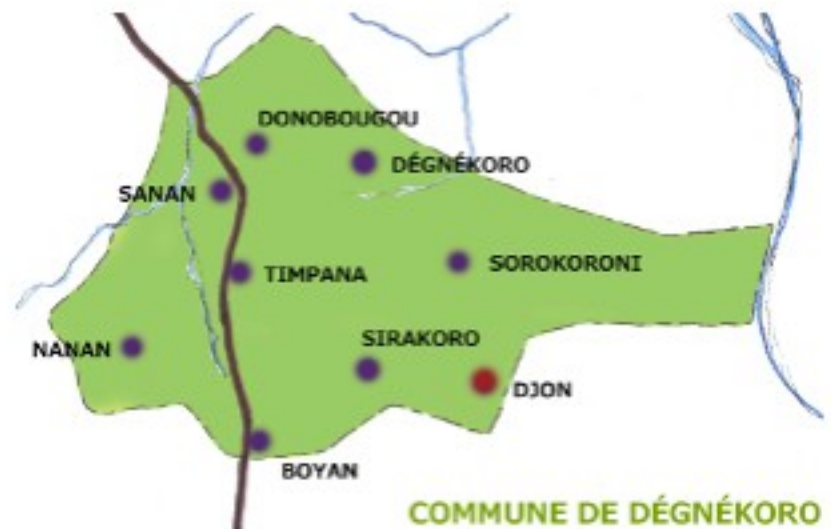 DONOBOUGOU
DÉGNÉKORO
SANAN
SOROKORONI
TIMPANA
SIRAKORO
NANAN
DJON
BOYAN
COMMUNE DE DÉGNÉKORO